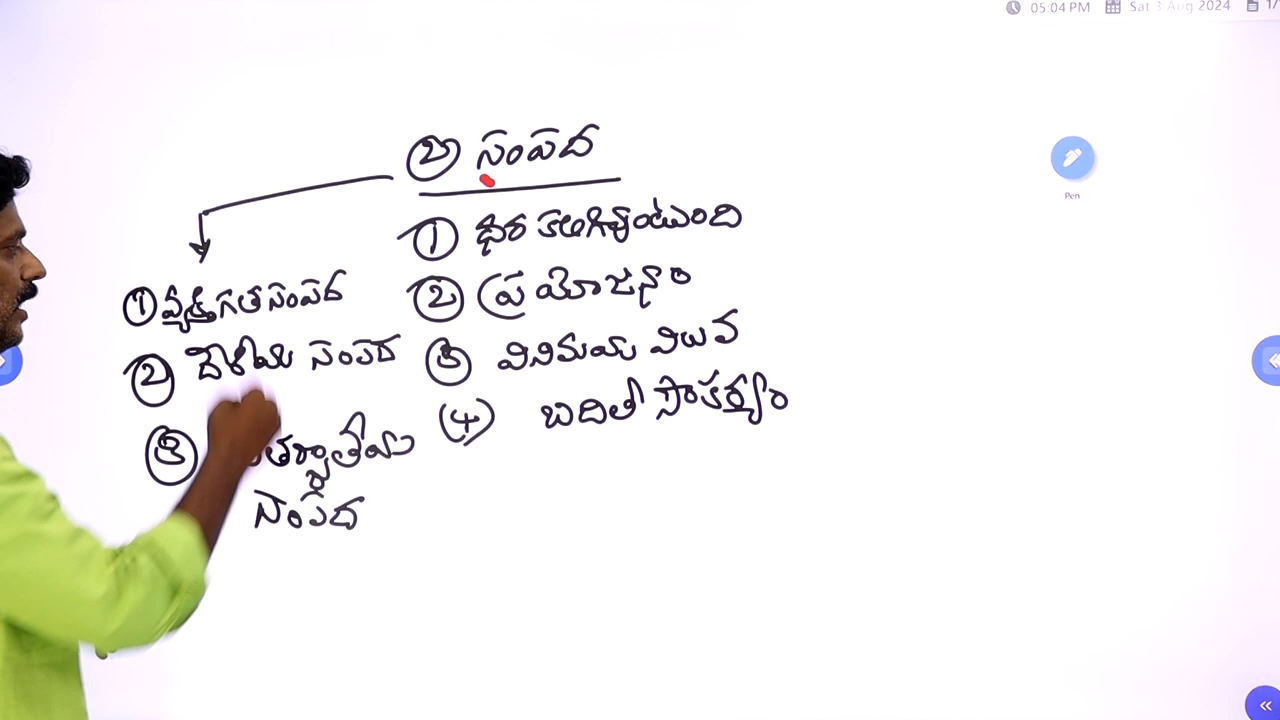 05:04 PM Sat 3 Aug 2024 1/
② సంపద
① ధర కలిగివుంటుంది
② ప్రయోజనం
③ వినిమయ విలువ
(4) బదిలీ సౌకర్యం
Pen
① వ్యక్తిగత సంపద
② దేశీయ సంపద
③
సంపద